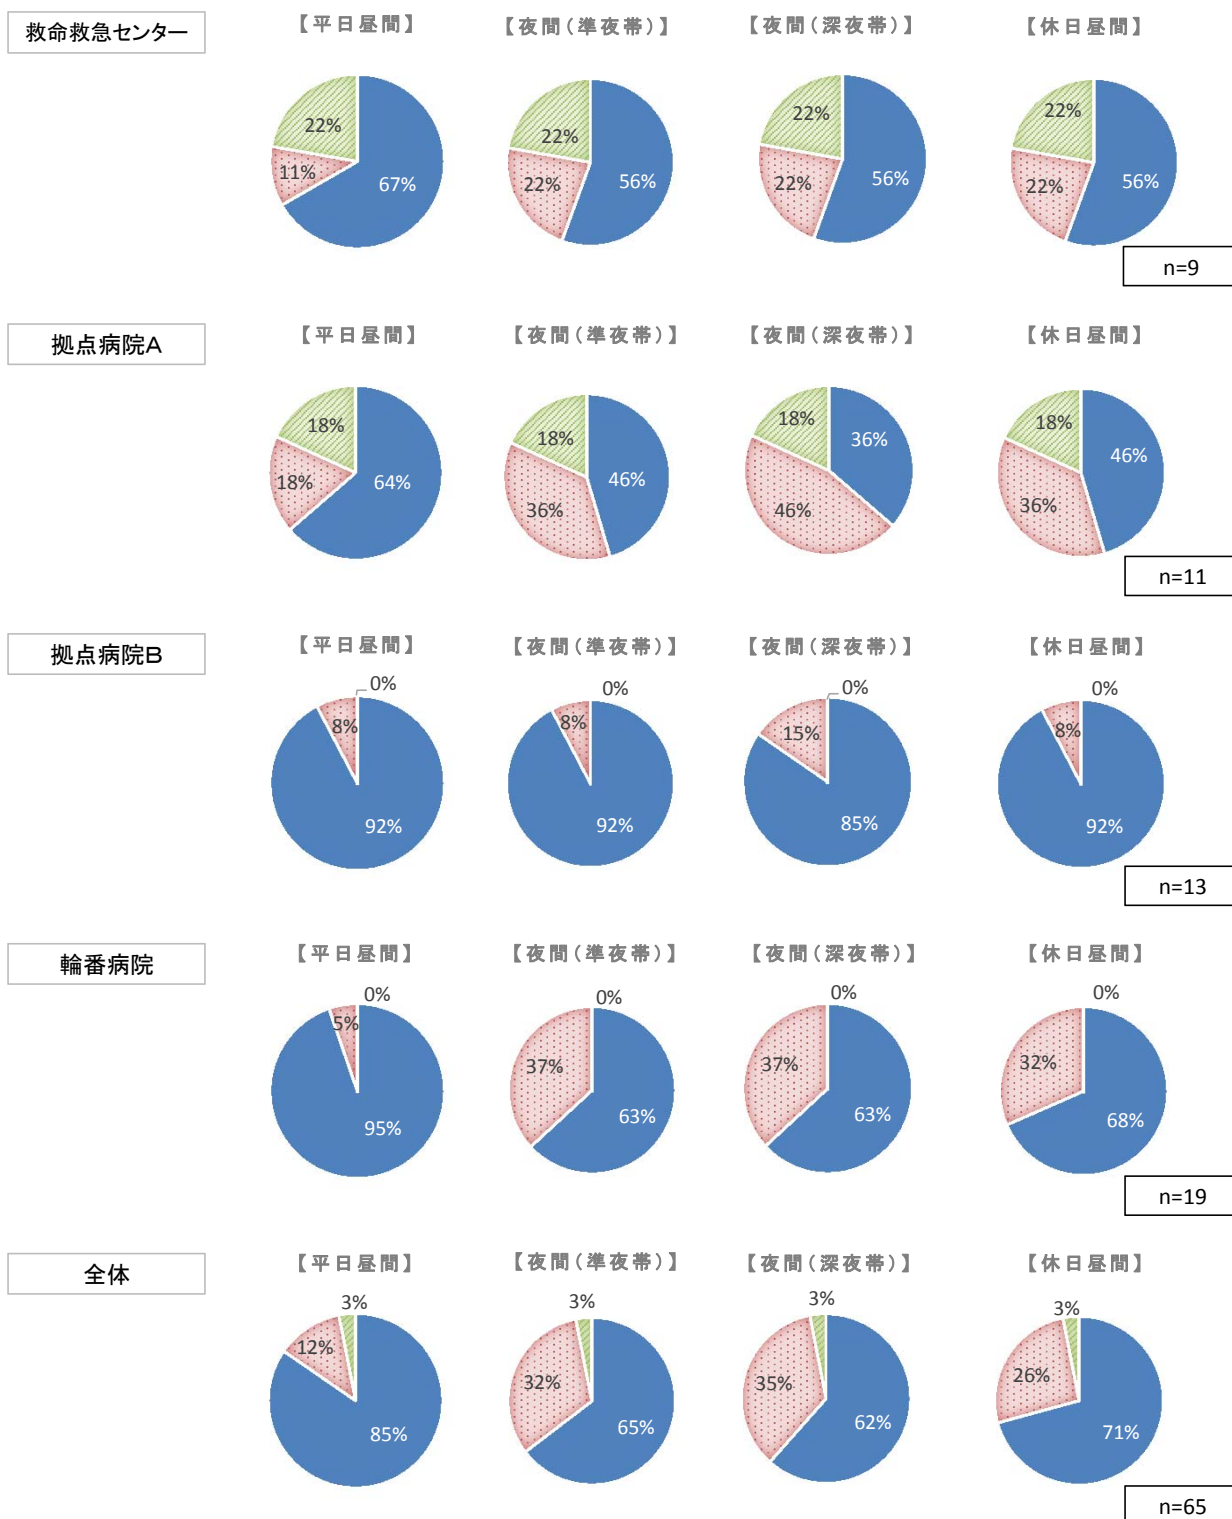 救命救急センター
【平日昼間】 【夜間(準夜帯)】 【夜間(深夜帯)】 【休日昼間】
22% 11% 67%
22% 22% 56%
22% 22% 56%
22% 22% 56%
n=9
拠点病院A
【平日昼間】 【夜間(準夜帯)】 【夜間(深夜帯)】 【休日昼間】
18% 18% 64%
18% 36% 46%
18% 46% 36%
18% 36% 46%
n=11
拠点病院B
【平日昼間】 【夜間(準夜帯)】 【夜間(深夜帯)】 【休日昼間】
0% 8% 92%
0% 8% 92%
0% 15% 85%
0% 8% 92%
n=13
輪番病院
【平日昼間】 【夜間(準夜帯)】 【夜間(深夜帯)】 【休日昼間】
0% 5% 95%
0% 37% 63%
0% 37% 63%
0% 32% 68%
n=19
全体
【平日昼間】 【夜間(準夜帯)】 【夜間(深夜帯)】 【休日昼間】
3% 12% 85%
3% 32% 65%
3% 35% 62%
3% 26% 71%
n=65